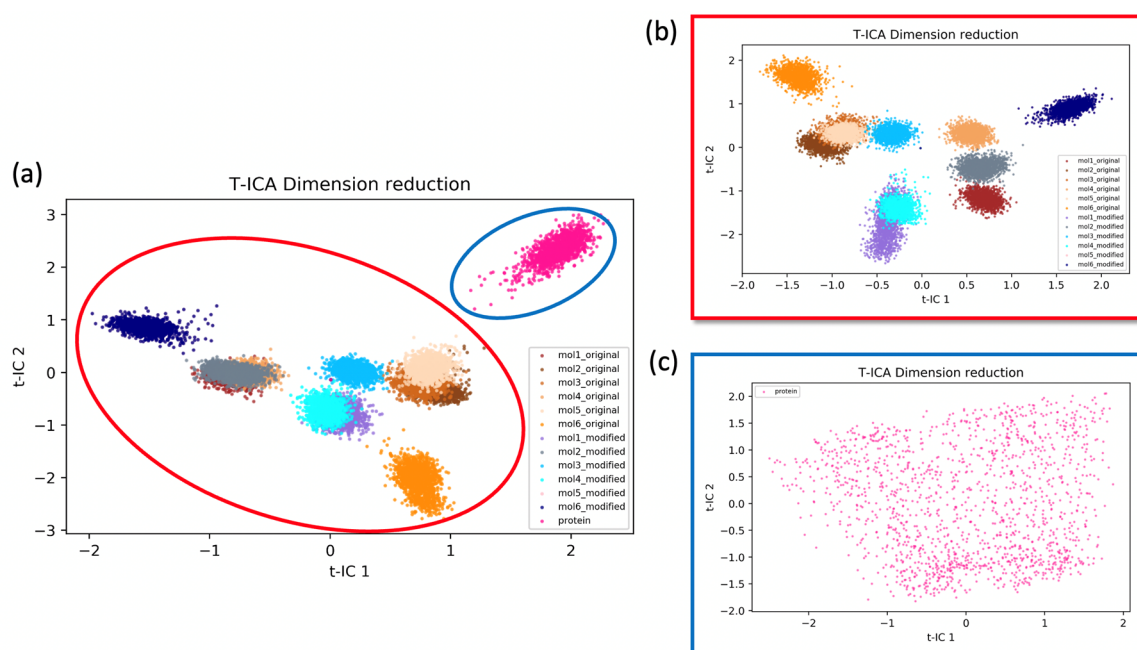 (a)
T-ICA Dimension reduction
3
2
1
0
−1
−2
−3
−2
−1
0
1
2
t-IC 1
t-IC 2
mol1_original
mol2_original
mol3_original
mol4_original
mol5_original
mol6_original
mol1_modified
mol2_modified
mol3_modified
mol4_modified
mol5_modified
mol6_modified
protein
(b)
T-ICA Dimension reduction
2
1
0
−1
−2
−2.0
−1.5
−1.0
−0.5
0.0
0.5
1.0
1.5
2.0
t-IC 1
t-IC 2
mol1_original
mol2_original
mol3_original
mol4_original
mol5_original
mol6_original
mol1_modified
mol2_modified
mol3_modified
mol4_modified
mol5_modified
mol6_modified
(c)
T-ICA Dimension reduction
protein
2.0
1.5
1.0
0.5
0.0
−0.5
−1.0
−1.5
−2.0
−2
−1
0
1
2
t-IC 1
t-IC 2